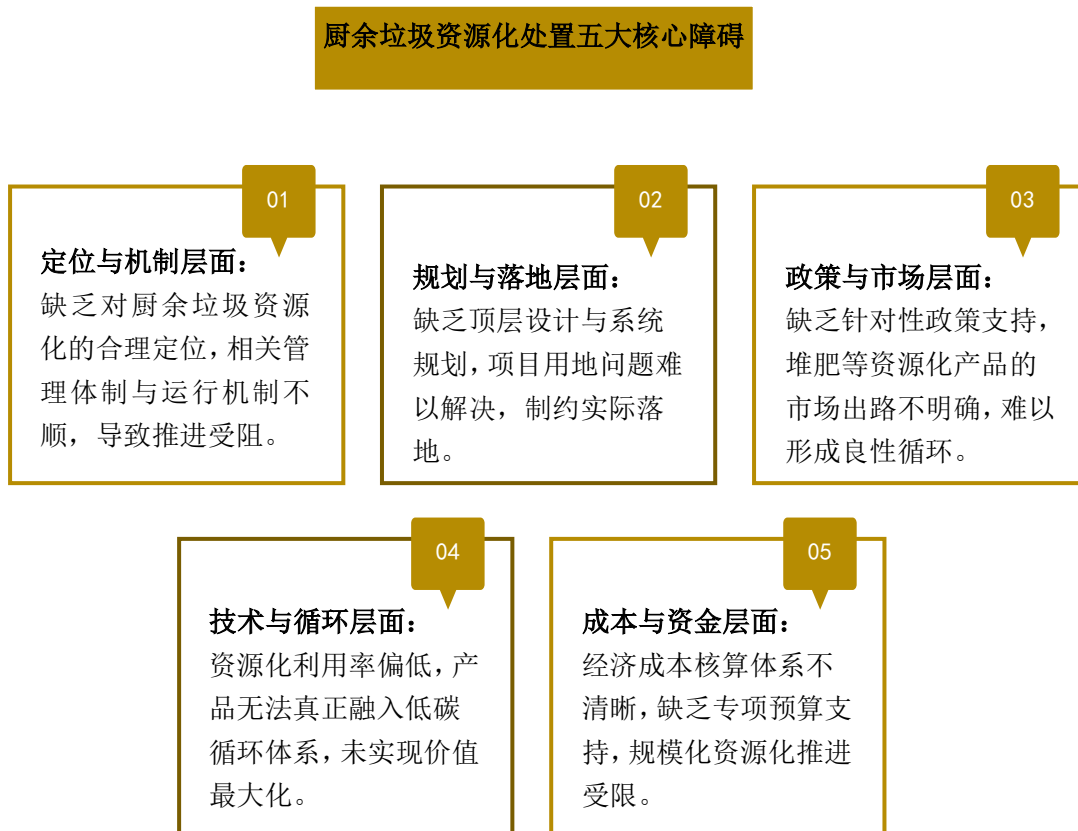 厨余垃圾资源化处置五大核心障碍
01
定位与机制层面：
缺乏对厨余垃圾资源
化的合理定位，相关管
理体制与运行机制不
顺，导致推进受阻。
02
规划与落地层面：
缺乏顶层设计与系统
规划，项目用地问题难
以解决，制约实际落
地。
03
政策与市场层面：
缺乏针对性政策支持，
堆肥等资源化产品的
市场出路不明确，难以
形成良性循环。
04
技术与循环层面：
资源化利用率偏低，产
品无法真正融入低碳
循环体系，未实现价值
最大化。
05
成本与资金层面：
经济成本核算体系不
清晰，缺乏专项预算支
持，规模化资源化推进
受限。